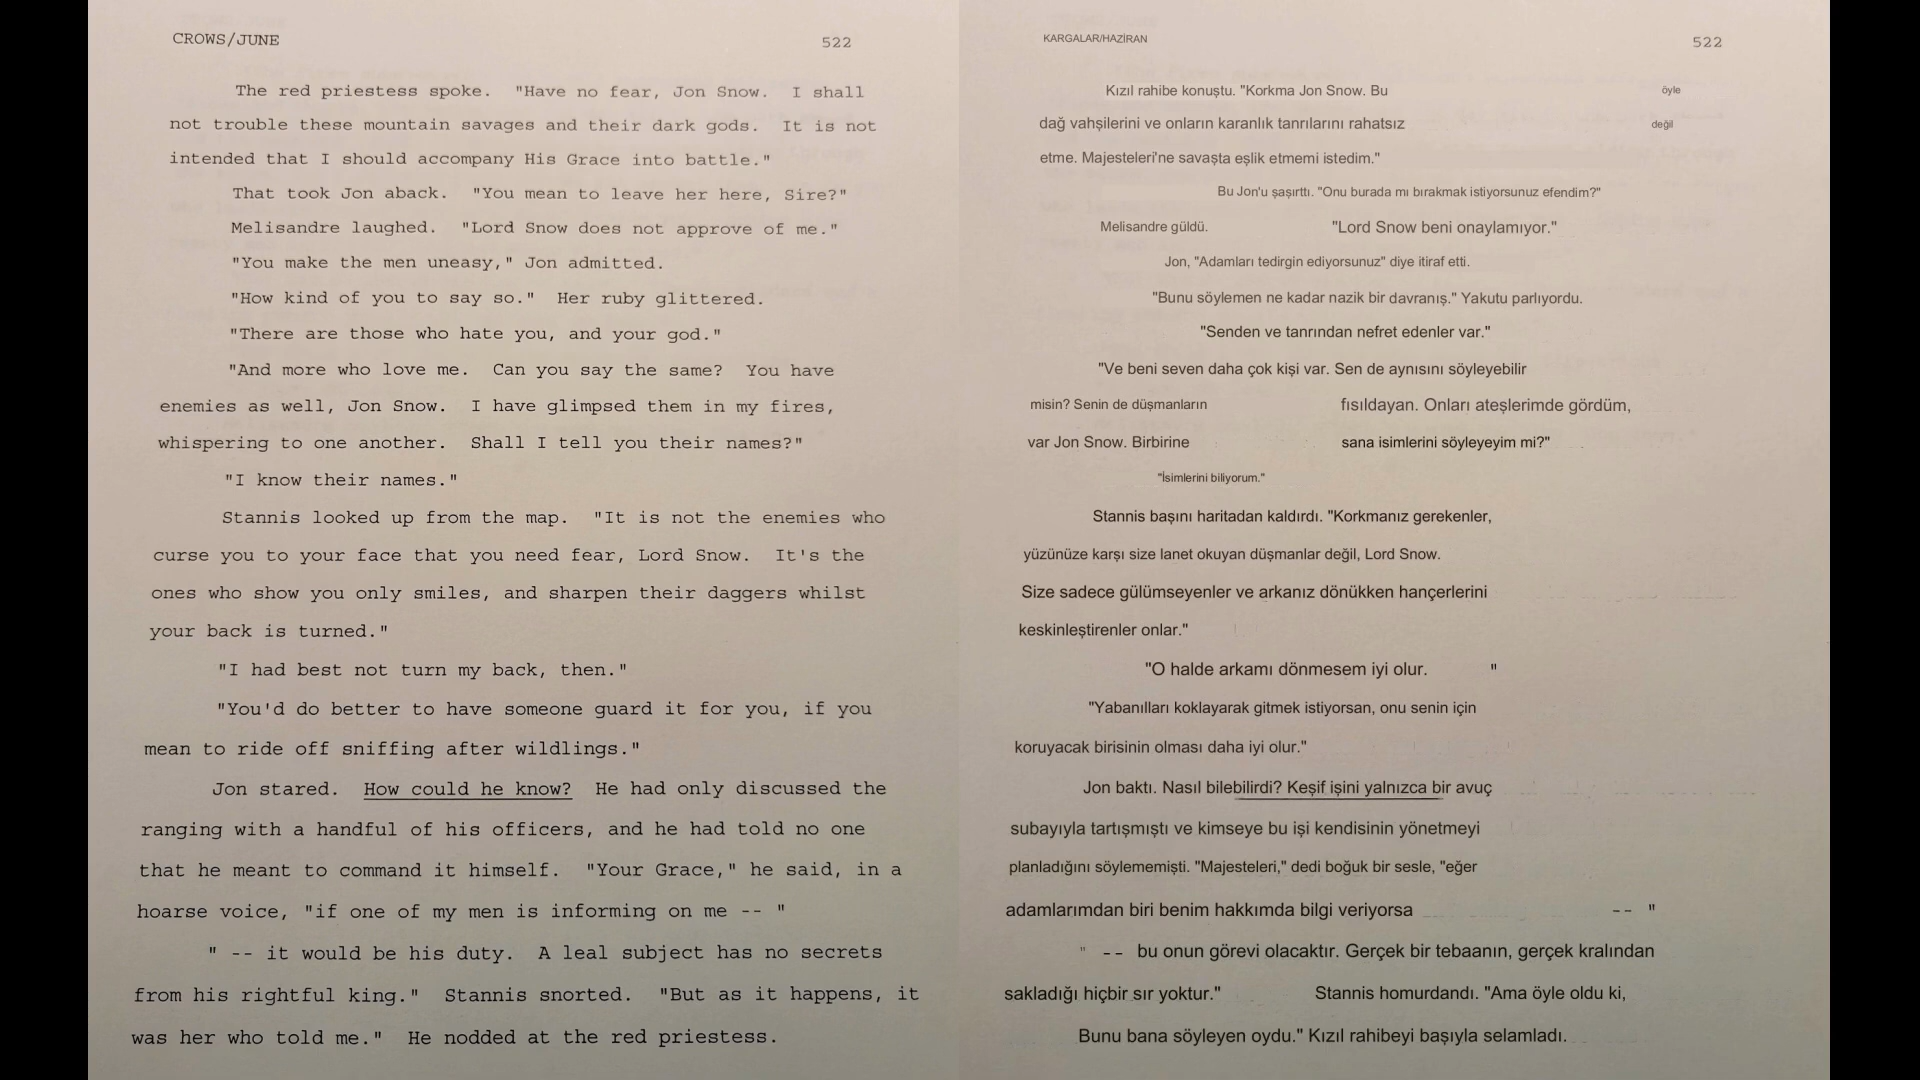 CROWS/JUNE 522
The red priestess spoke. "Have no fear, Jon Snow. I shall
not trouble these mountain savages and their dark gods. It is not
intended that I should accompany His Grace into battle."
That took Jon aback. "You mean to leave her here, Sire?"
Melisandre laughed. "Lord Snow does not approve of me."
"You make the men uneasy," Jon admitted.
"How kind of you to say so." Her ruby glittered.
"There are those who hate you, and your god."
"And more who love me. Can you say the same? You have
enemies as well, Jon Snow. I have glimpsed them in my fires,
whispering to one another. Shall I tell you their names?"
"I know their names."
Stannis looked up from the map. "It is not the enemies who
curse you to your face that you need fear, Lord Snow. It's the
ones who show you only smiles, and sharpen their daggers whilst
your back is turned."
"I had best not turn my back, then."
"You'd do better to have someone guard it for you, if you
mean to ride off sniffing after wildlings."
Jon stared. How could he know? He had only discussed the
ranging with a handful of his officers, and he had told no one
that he meant to command it himself. "Your Grace," he said, in a
hoarse voice, "if one of my men is informing on me -- "
" -- it would be his duty. A leal subject has no secrets
from his rightful king." Stannis snorted. "But as it happens, it
was her who told me." He nodded at the red priestess.
KARGALAR/HAZİRAN 522
Kızıl rahibe konuştu. "Korkma Jon Snow. Bu öyle
dağ vahşilerini ve onların karanlık tanrılarını rahatsız değil
etme. Majesteleri'ne savaşta eşlik etmemi istedim."
Bu Jon'u şaşırttı. "Onu burada mı bırakmak istiyorsunuz efendim?"
Melisandre güldü. "Lord Snow beni onaylamıyor."
Jon, "Adamları tedirgin ediyorsunuz" diye itiraf etti.
"Bunu söylemen ne kadar nazik bir davranış." Yakutu parlıyordu.
"Senden ve tanrından nefret edenler var."
"Ve beni seven daha çok kişi var. Sen de aynısını söyleyebilir
misin? Senin de düşmanların fısıldayan. Onları ateşlerimde gördüm,
var Jon Snow. Birbirine sana isimlerini söyleyeyim mi?"
"İsimlerini biliyorum."
Stannis başını haritadan kaldırdı. "Korkmanız gerekenler,
yüzünüze karşı size lanet okuyan düşmanlar değil, Lord Snow.
Size sadece gülümseyenler ve arkanız dönükken hançerlerini
keskinleştirenler onlar."
"O halde arkamı dönmesem iyi olur. "
"Yabanılları koklayarak gitmek istiyorsan, onu senin için
koruyacak birisinin olması daha iyi olur."
Jon baktı. Nasıl bilebilirdi? Keşif işini yalnızca bir avuç
subayıyla tartışmıştı ve kimseye bu işi kendisinin yönetmeyi
planladığını söylememişti. "Majesteleri," dedi boğuk bir sesle, "eğer
adamlarımdan biri benim hakkımda bilgi veriyorsa -- "
" -- bu onun görevi olacaktır. Gerçek bir tebaanın, gerçek kralından
sakladığı hiçbir sır yoktur." Stannis homurdandı. "Ama öyle oldu ki,
Bunu bana söyleyen oydu." Kızıl rahibeyi başıyla selamladı.